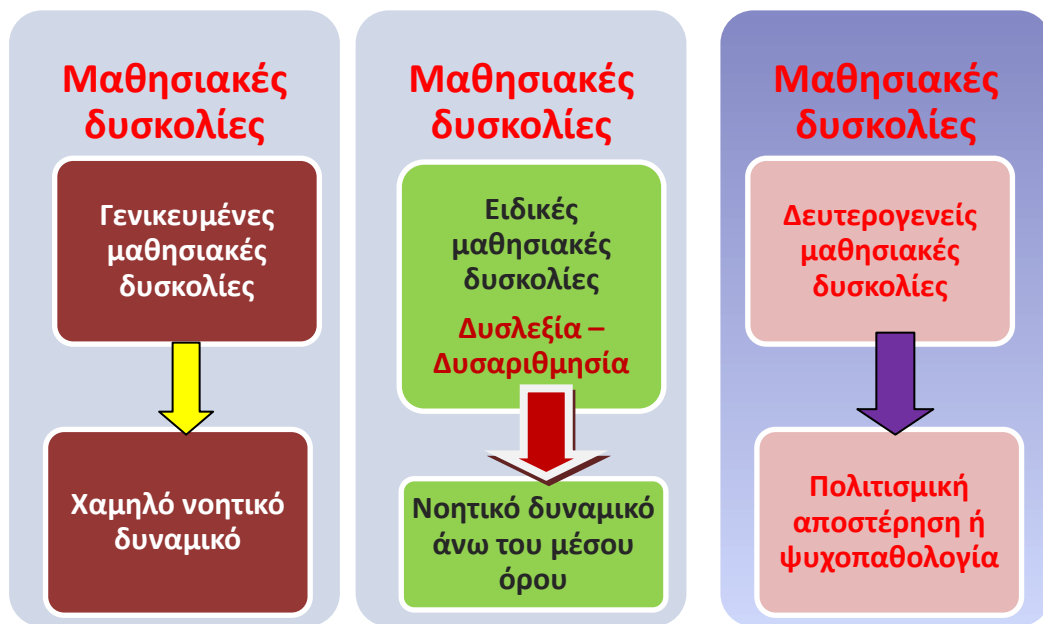 Μαθησιακές
δυσκολίες
Γενικευμένες
μαθησιακές
δυσκολίες
Χαμηλό νοητικό
δυναμικό
Μαθησιακές
δυσκολίες
Ειδικές
μαθησιακές
δυσκολίες
Δυσλεξία –
Δυσαριθμησία
Νοητικό δυναμικό
άνω του μέσου
όρου
Μαθησιακές
δυσκολίες
Δευτερογενείς
μαθησιακές
δυσκολίες
Πολιτισμική
αποστέρηση ή
ψυχοπαθολογία